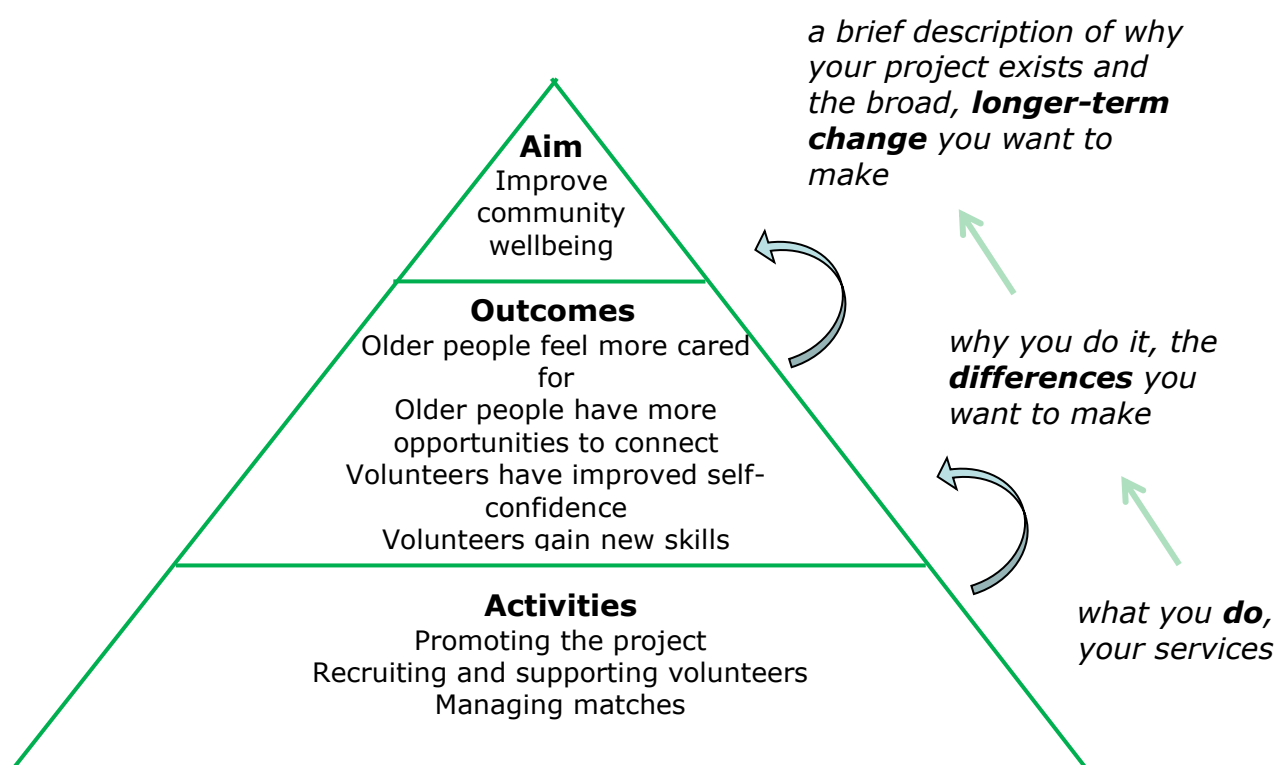 a brief description of why
your project exists and
the broad, longer-term
change you want to
make
Aim
Improve
community
wellbeing
Outcomes
Older people feel more cared
for
Older people have more
opportunities to connect
Volunteers have improved self-
confidence
Volunteers gain new skills
why you do it, the
differences you
want to make
Activities
Promoting the project
Recruiting and supporting volunteers
Managing matches
what you do,
your services